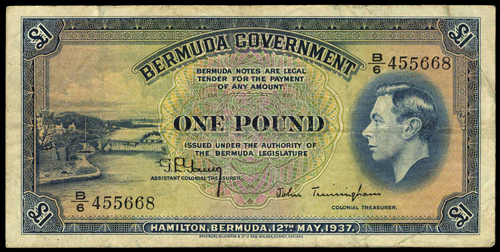 £1
£1
BERMUDA GOVERNMENT
B/6 455668
BERMUDA NOTES ARE LEGAL
TENDER FOR THE PAYMENT
OF ANY AMOUNT.
ONE POUND
ISSUED UNDER THE AUTHORITY OF
THE BERMUDA LEGISLATURE
ASSISTANT COLONIAL TREASURER.
B/6 455668
COLONIAL TREASURER.
£1
£1
HAMILTON, BERMUDA, 12TH MAY, 1937.